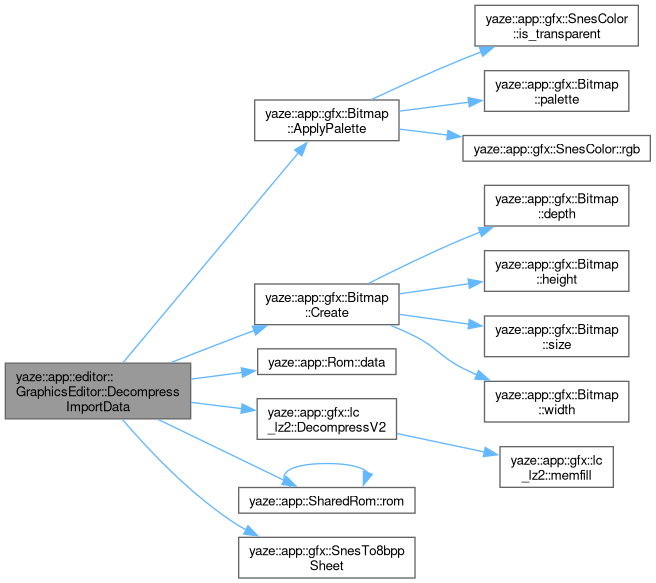 yaze::app::editor::
GraphicsEditor::Decompress
ImportData
yaze::app::gfx::Bitmap
::ApplyPalette
yaze::app::gfx::SnesColor
::is_transparent
yaze::app::gfx::Bitmap
::palette
yaze::app::gfx::SnesColor::rgb
yaze::app::gfx::Bitmap
::Create
yaze::app::gfx::Bitmap
::depth
yaze::app::gfx::Bitmap
::height
yaze::app::gfx::Bitmap
::size
yaze::app::gfx::Bitmap
::width
yaze::app::Rom::data
yaze::app::gfx::lc
_lz2::DecompressV2
yaze::app::gfx::lc
_lz2::memfill
yaze::app::SharedRom::rom
yaze::app::gfx::SnesTo8bpp
Sheet